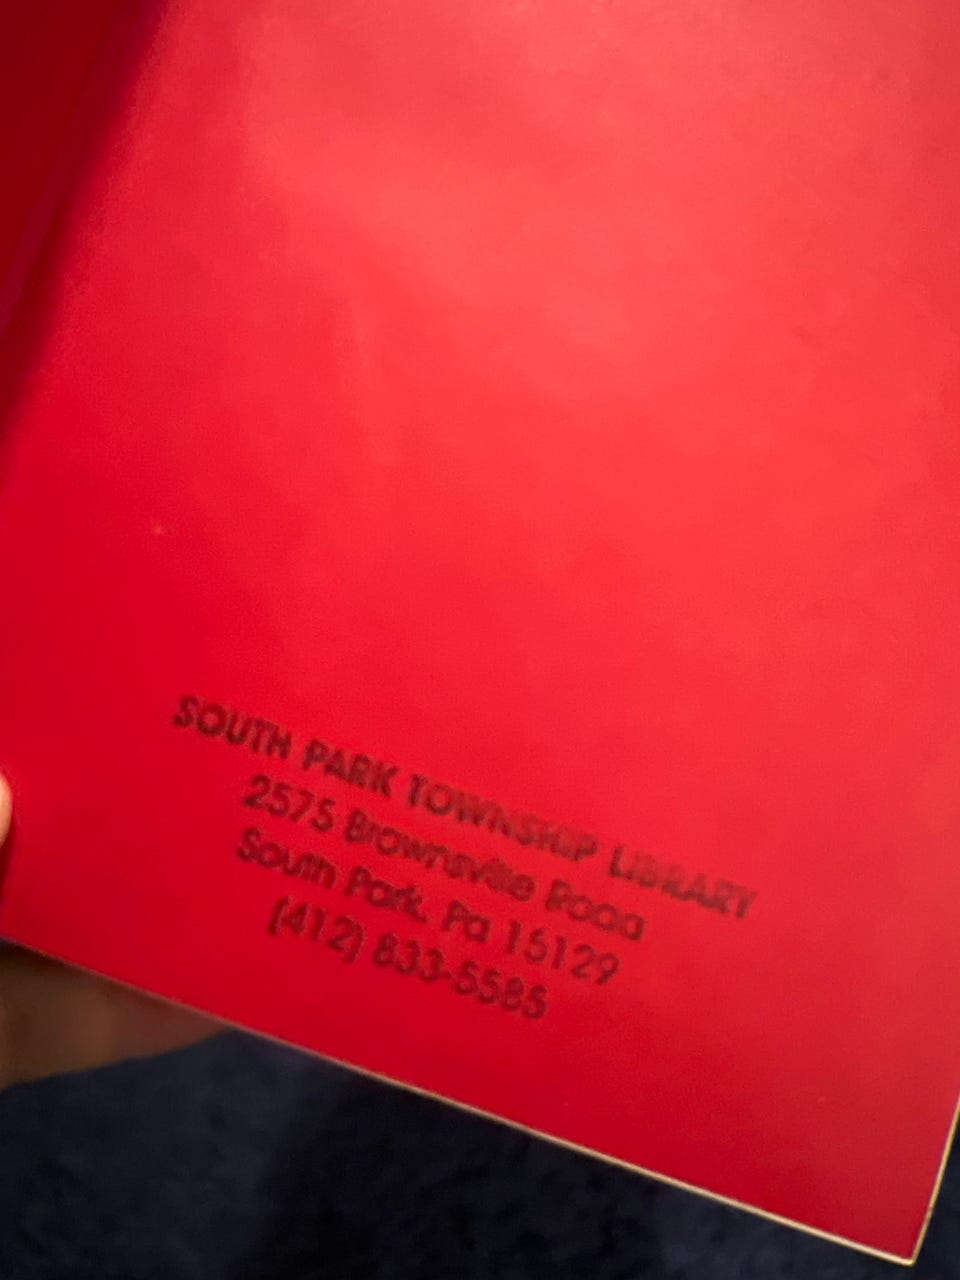 SOUTH PARK TOWNSHIP LIBRARY
2575 Brownsville Road
South Park, Pa 15129
(412) 833-5585